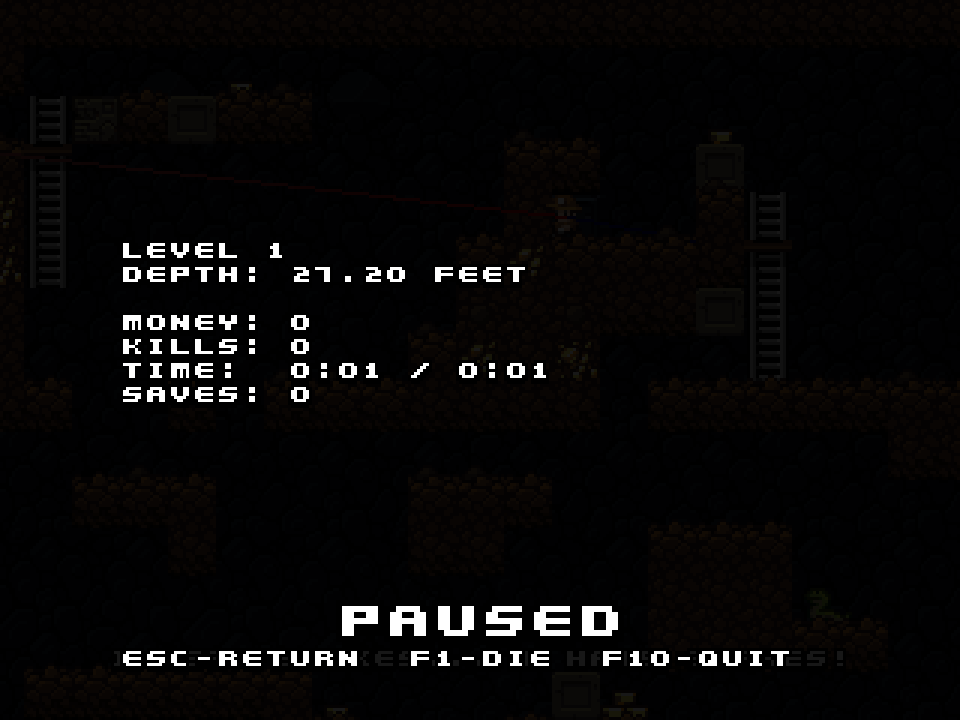 LEVEL 1
DEPTH: 27.20 FEET
MONEY: 0
KILLS: 0
TIME: 0:01 / 0:01
SAVES: 0
PAUSED
ESC-RETURN F1-DIE F10-QUIT